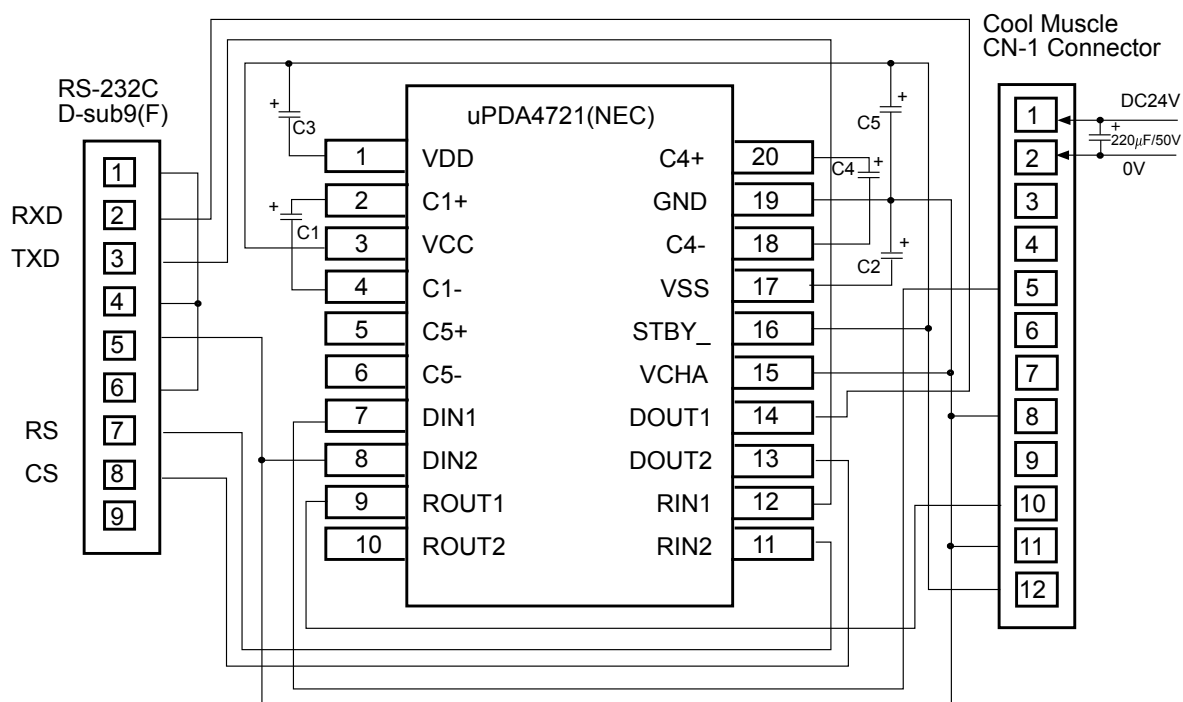 Cool Muscle
CN-1 Connector
RS-232C
D-sub9(F)
RXD
TXD
RS
CS
1
2
3
4
5
6
7
8
9
uPDA4721(NEC)
+
C3
+
C1
+
C5
C4
+
C2
+
1 VDD
2 C1+
3 VCC
4 C1-
5 C5+
6 C5-
7 DIN1
8 DIN2
9 ROUT1
10 ROUT2
C4+ 20
GND 19
C4- 18
VSS 17
STBY_ 16
VCHA 15
DOUT1 14
DOUT2 13
RIN1 12
RIN2 11
1
2
3
4
5
6
7
8
9
10
11
12
DC24V
+
220μF/50V
0V